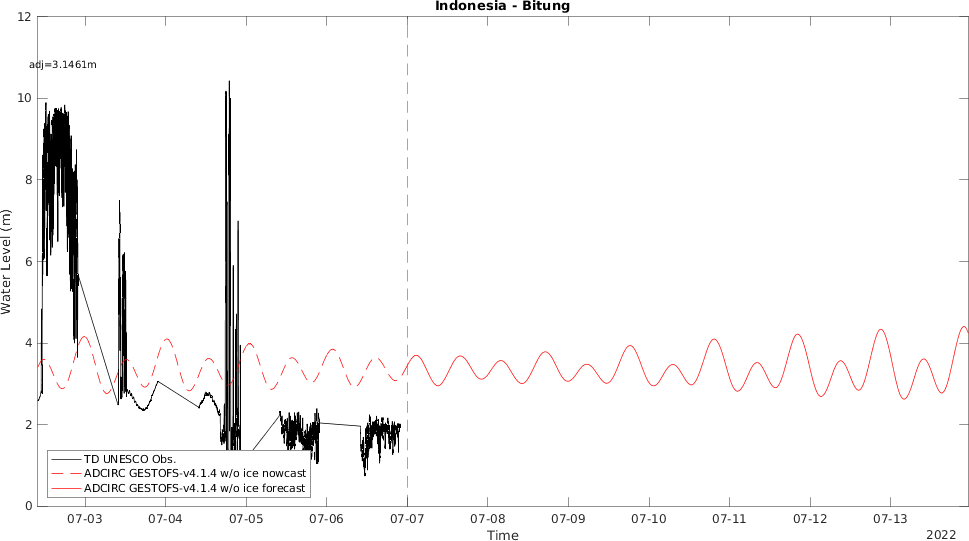 Indonesia - Bitung
adj=3.1461m
12
10
8
6
4
2
0
Water Level (m)
TD UNESCO Obs.
ADCIRC GESTOFS-v4.1.4 w/o ice nowcast
ADCIRC GESTOFS-v4.1.4 w/o ice forecast
07-03 07-04 07-05 07-06 07-07 07-08 07-09 07-10 07-11 07-12 07-13
Time
2022